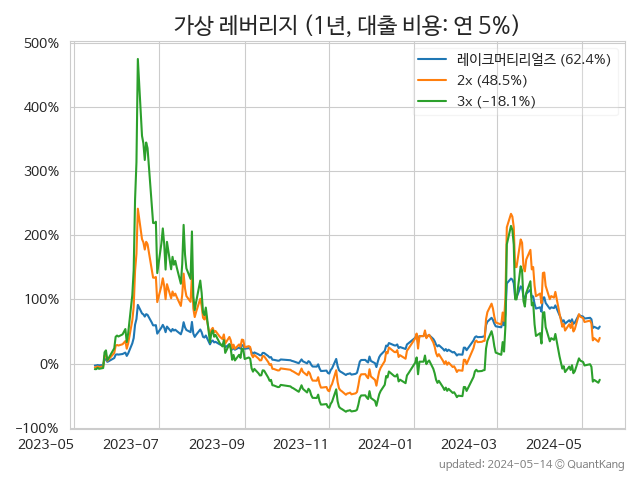 가상 레버리지 (1년, 대출 비용: 연 5%)
레이크머티리얼즈 (62.4%)
2x (48.5%)
3x (−18.1%)
500%
400%
300%
200%
100%
0%
−100%
2023-05 2023-07 2023-09 2023-11 2024-01 2024-03 2024-05
updated: 2024-05-14 © QuantKang